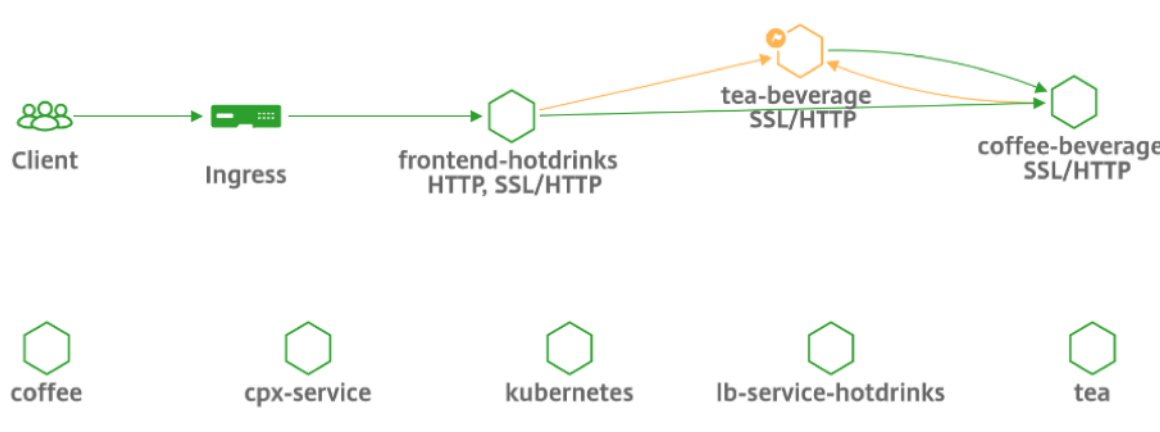 tea-beverage
SSL/HTTP
Client
Ingress
frontend-hotdrinks
HTTP, SSL/HTTP
coffee-beverage
SSL/HTTP
coffee
cpx-service
kubernetes
lb-service-hotdrinks
tea